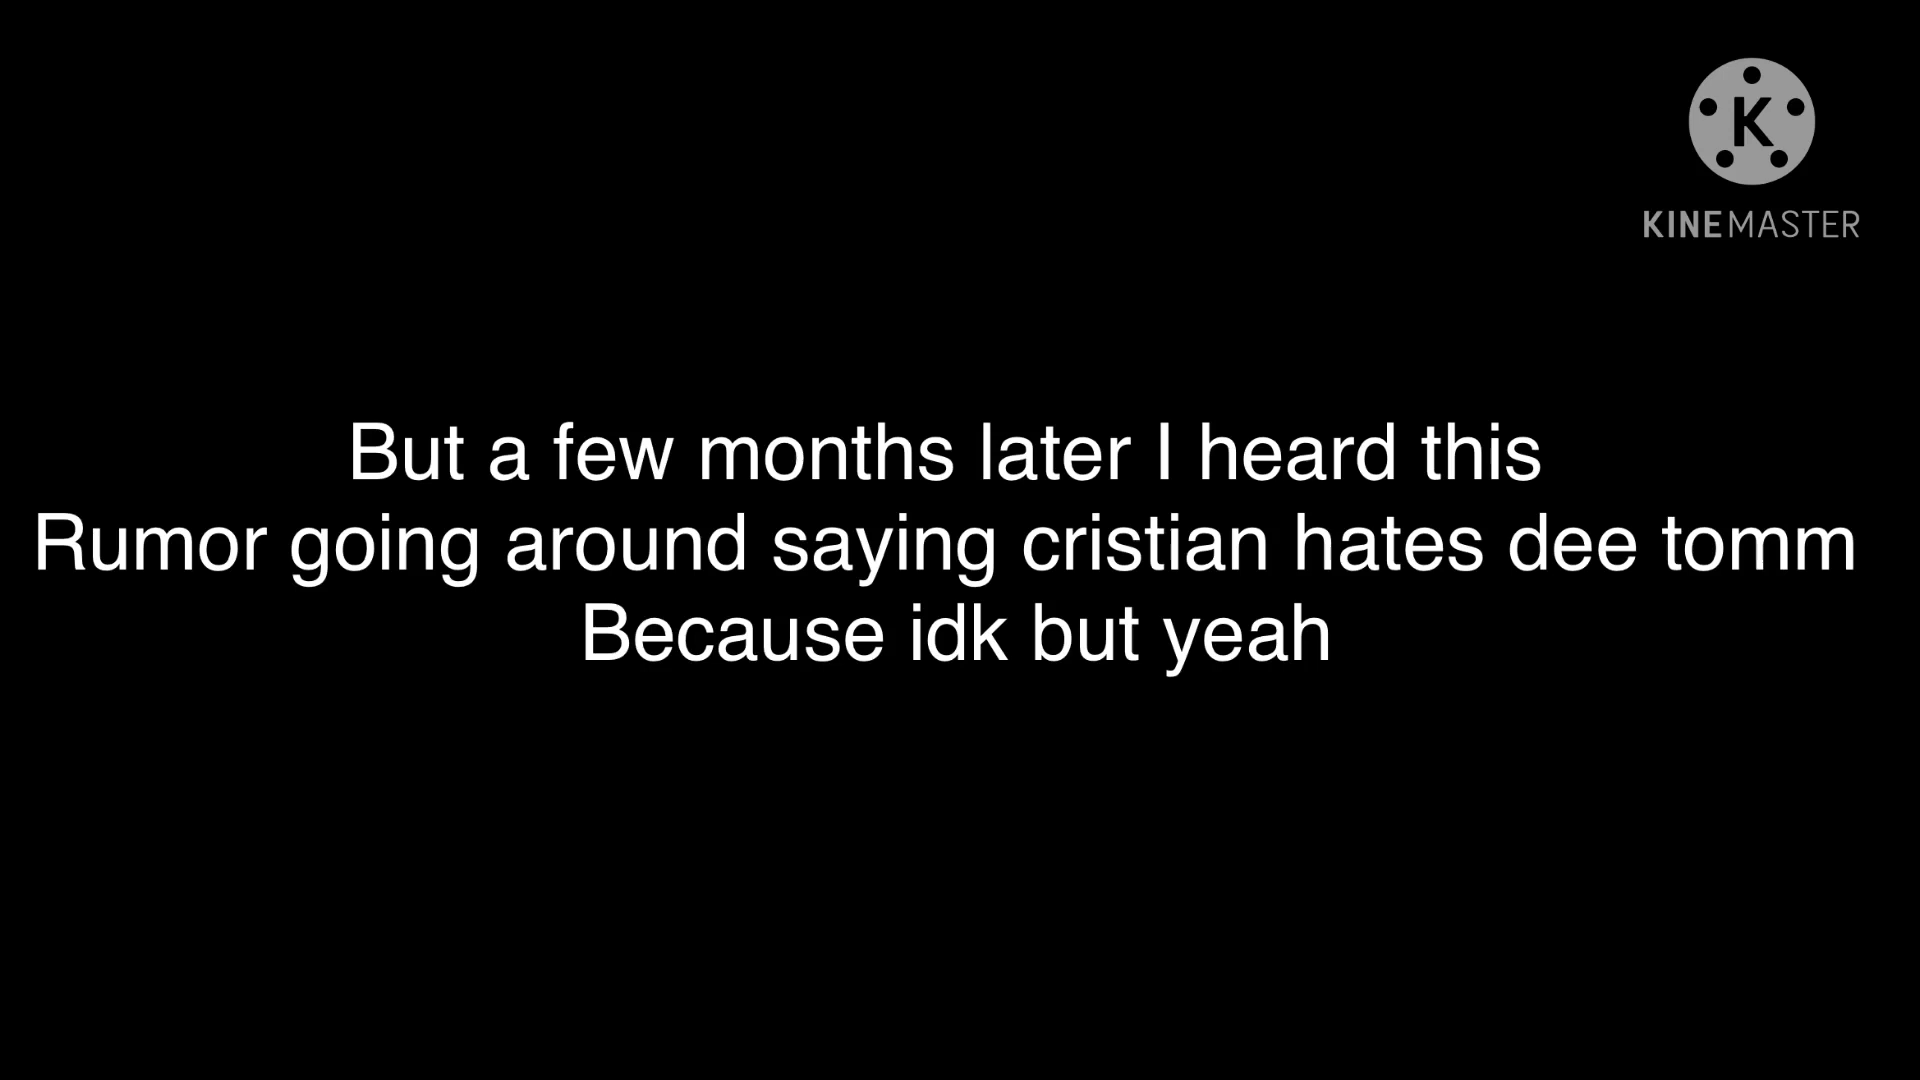 K
KINEMASTER
But a few months later I heard this
Rumor going around saying cristian hates dee tomm
Because idk but yeah